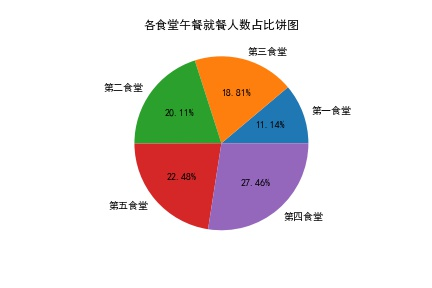 各食堂午餐就餐人数占比饼图
第三食堂
18.81%
第二食堂
20.11%
第一食堂
11.14%
22.48%
27.46%
第五食堂
第四食堂